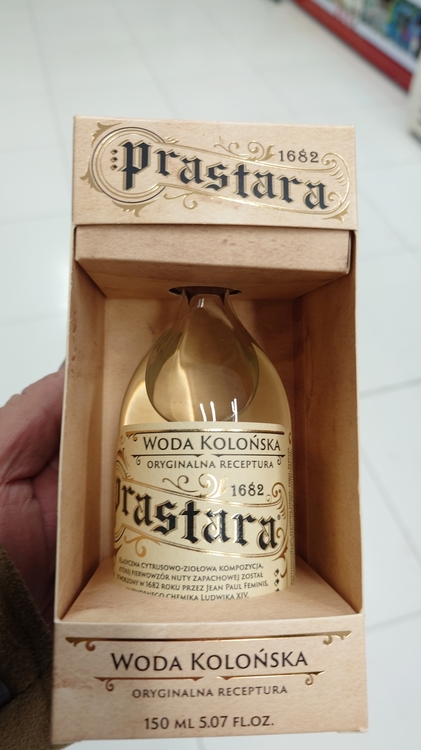 Prastara 1682
WODA KOLOŃSKA
ORYGINALNA RECEPTURA
1682
Prastara
KLASYCZNA CYTRUSOWO-ZIOŁOWA KOMPOZYCJA,
KTÓREJ PIERWOWZÓR NUTY ZAPACHOWEJ ZOSTAŁ
STWORZONY W 1682 ROKU PRZEZ JEAN PAUL FEMINIS,
CHEMIKA LUDWIKA XIV.
WODA KOLOŃSKA
ORYGINALNA RECEPTURA
150 ML 5.07 FL.OZ.